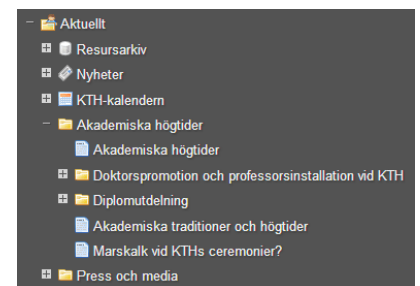 Aktuellt
Resursarkiv
Nyheter
KTH-kalendern
Akademiska högtider
Akademiska högtider
Doktorspromotion och professorsinstallation vid KTH
Diplomutdelning
Akademiska traditioner och högtider
Marskalk vid KTHs ceremonier?
Press och media